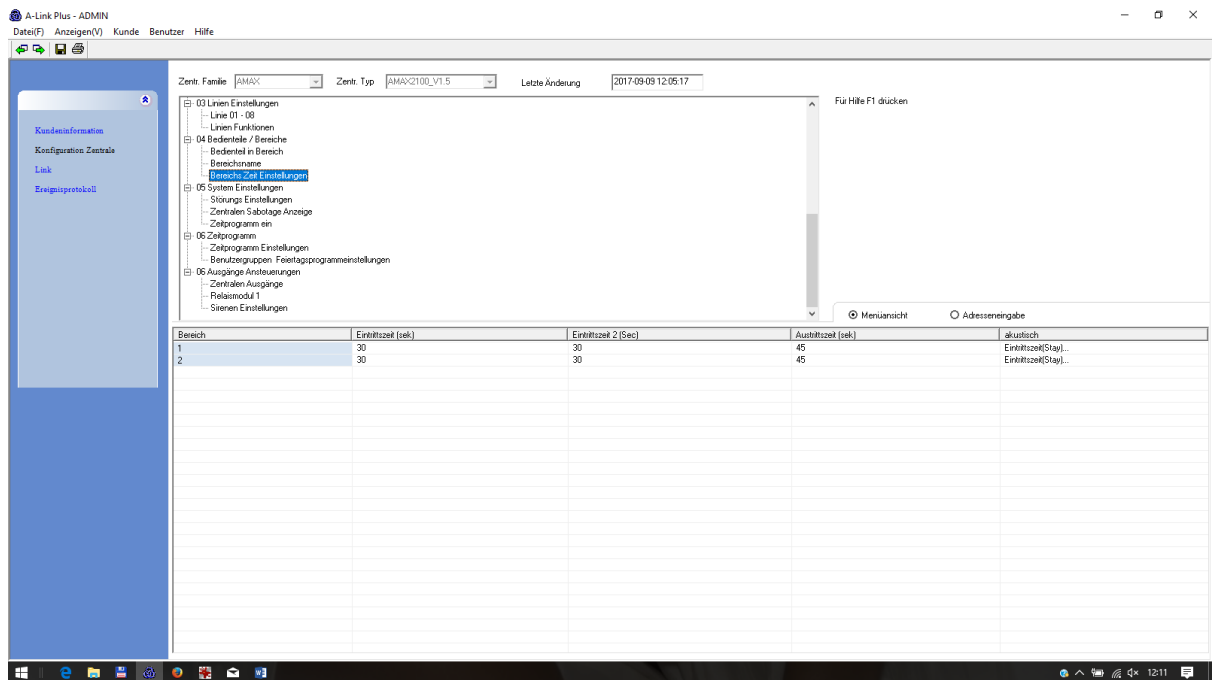 A-Link Plus - ADMIN
Datei(F) Anzeigen(V) Kunde Benutzer Hilfe
Zentr. Familie AMAX Zentr. Typ AMAX2100_V1.5 Letzte Änderung 2017-09-09 12:05:17
Kundeninformation
Konfiguration Zentrale
Link
Ereignisprotokoll
03 Linien Einstellungen
Linie 01 - 08
Linien Funktionen
04 Bedienteile / Bereiche
Bedienteil in Bereich
Bereichsname
Bereichs Zeit Einstellungen
05 System Einstellungen
Störungs Einstellungen
Zentralen Sabotage Anzeige
Zeitprogramm ein
06 Zeitprogramm
Zeitprogramm Einstellungen
Benutzergruppen Feiertagsprogrammeinstellungen
06 Ausgänge Ansteuerungen
Zentralen Ausgänge
Relaismodul 1
Sirenen Einstellungen
Für Hilfe F1 drücken
Menüansicht Adresseneingabe
Bereich Eintrittszeit (sek) Eintrittszeit 2 (Sec) Austrittszeit (sek) akustisch
1 30 30 45 Eintrittszeit(Stay)...
2 30 30 45 Eintrittszeit(Stay)...
12:11